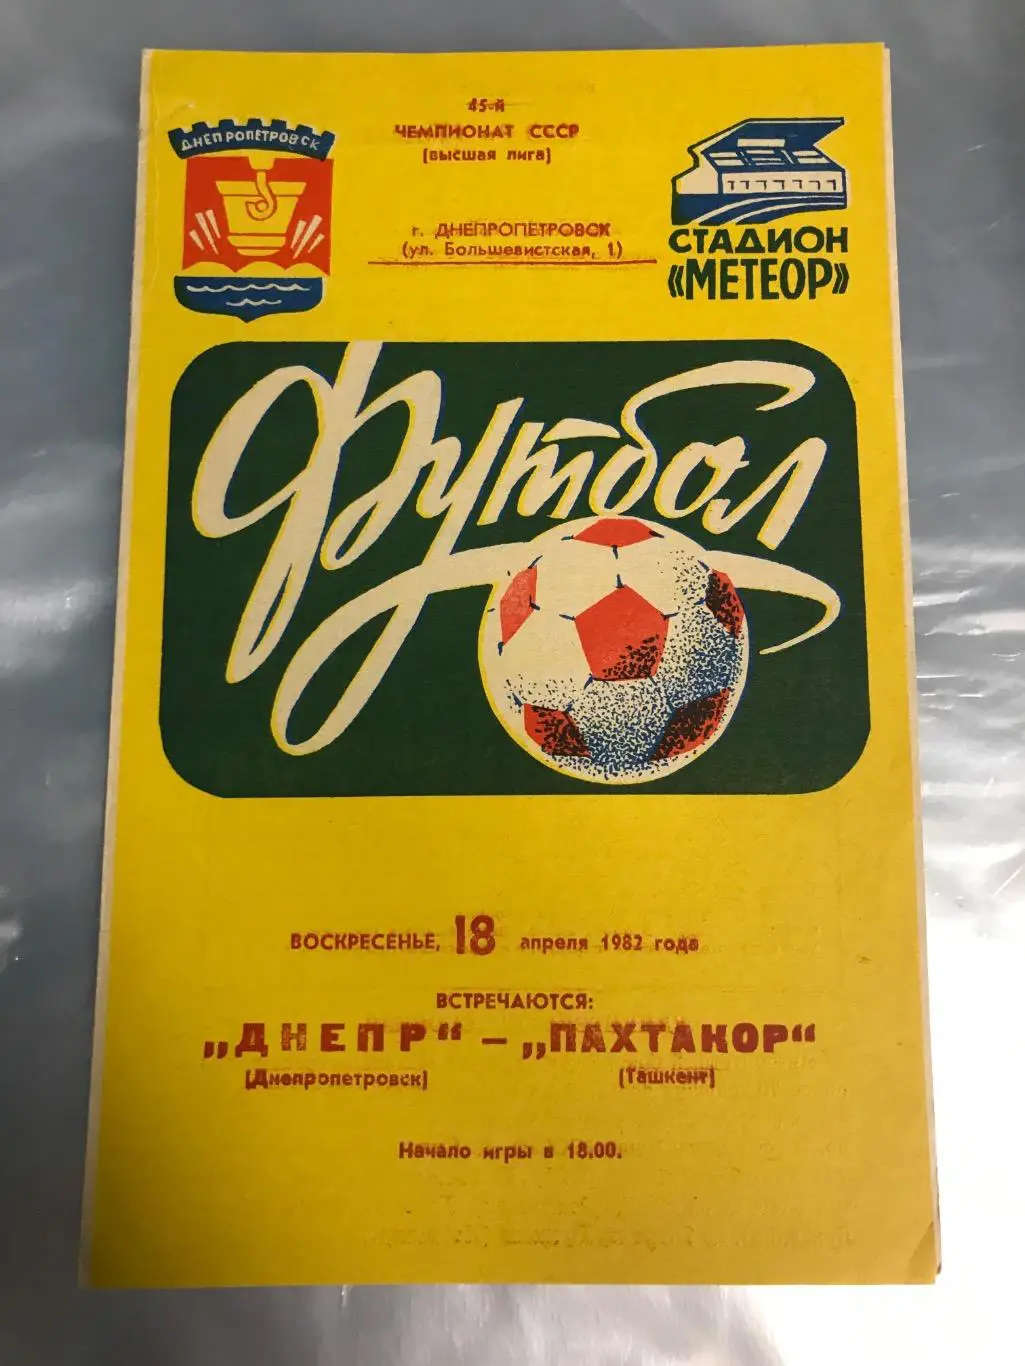 ДНЕПРОПЕТРОВСК
45-й
ЧЕМПИОНАТ СССР
(высшая лига)
г. ДНЕПРОПЕТРОВСК
(ул. Большевистская, 1)
СТАДИОН
«МЕТЕОР»
Футбол
ВОСКРЕСЕНЬЕ, 18 апреля 1982 года
ВСТРЕЧАЮТСЯ:
„ДНЕПР“ — „ПАХТАКОР“
(Днепропетровск) (Ташкент)
Начало игры в 18.00.